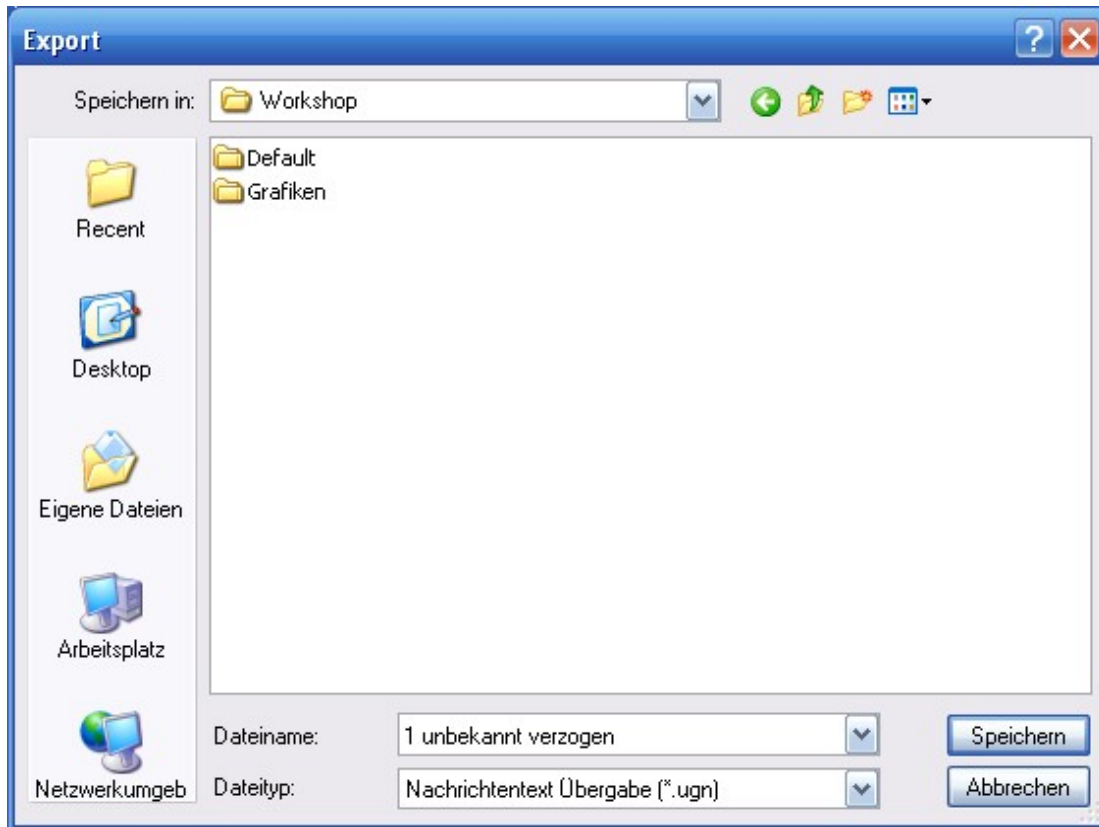 Export
Speichern in: Workshop
Default
Grafiken
Recent
Desktop
Eigene Dateien
Arbeitsplatz
Netzwerkumgeb
Dateiname: 1 unbekannt verzogen Speichern
Dateityp: Nachrichtentext Übergabe (*.ugn) Abbrechen